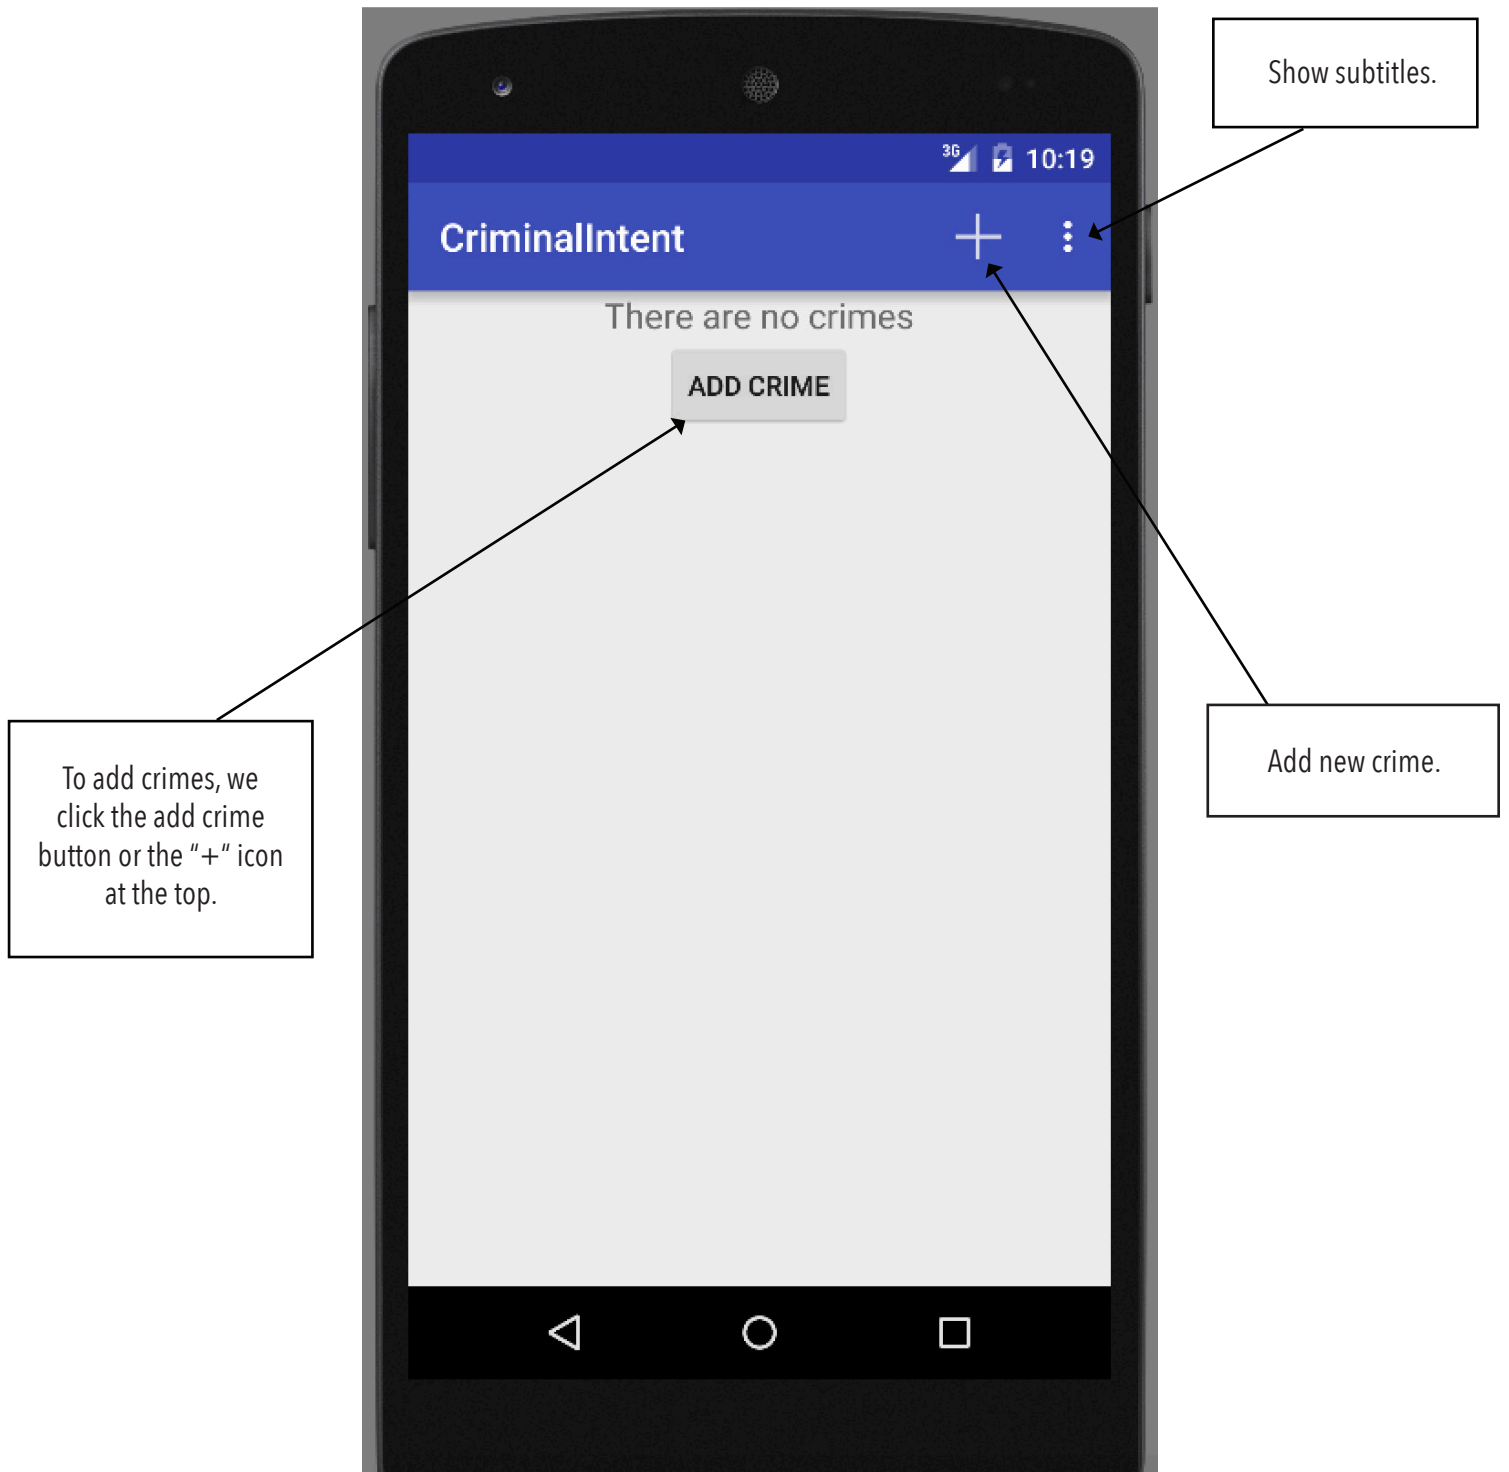 Show subtitles.
3G 10:19
CriminalIntent
There are no crimes
ADD CRIME
To add crimes, we
click the add crime
button or the “+“ icon
at the top.
Add new crime.